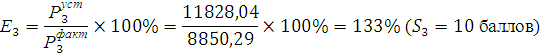 E₃ = P₃^уст / P₃^факт × 100% = 11828,04 / 8850,29 × 100% = 133% (S₃ = 10 баллов)